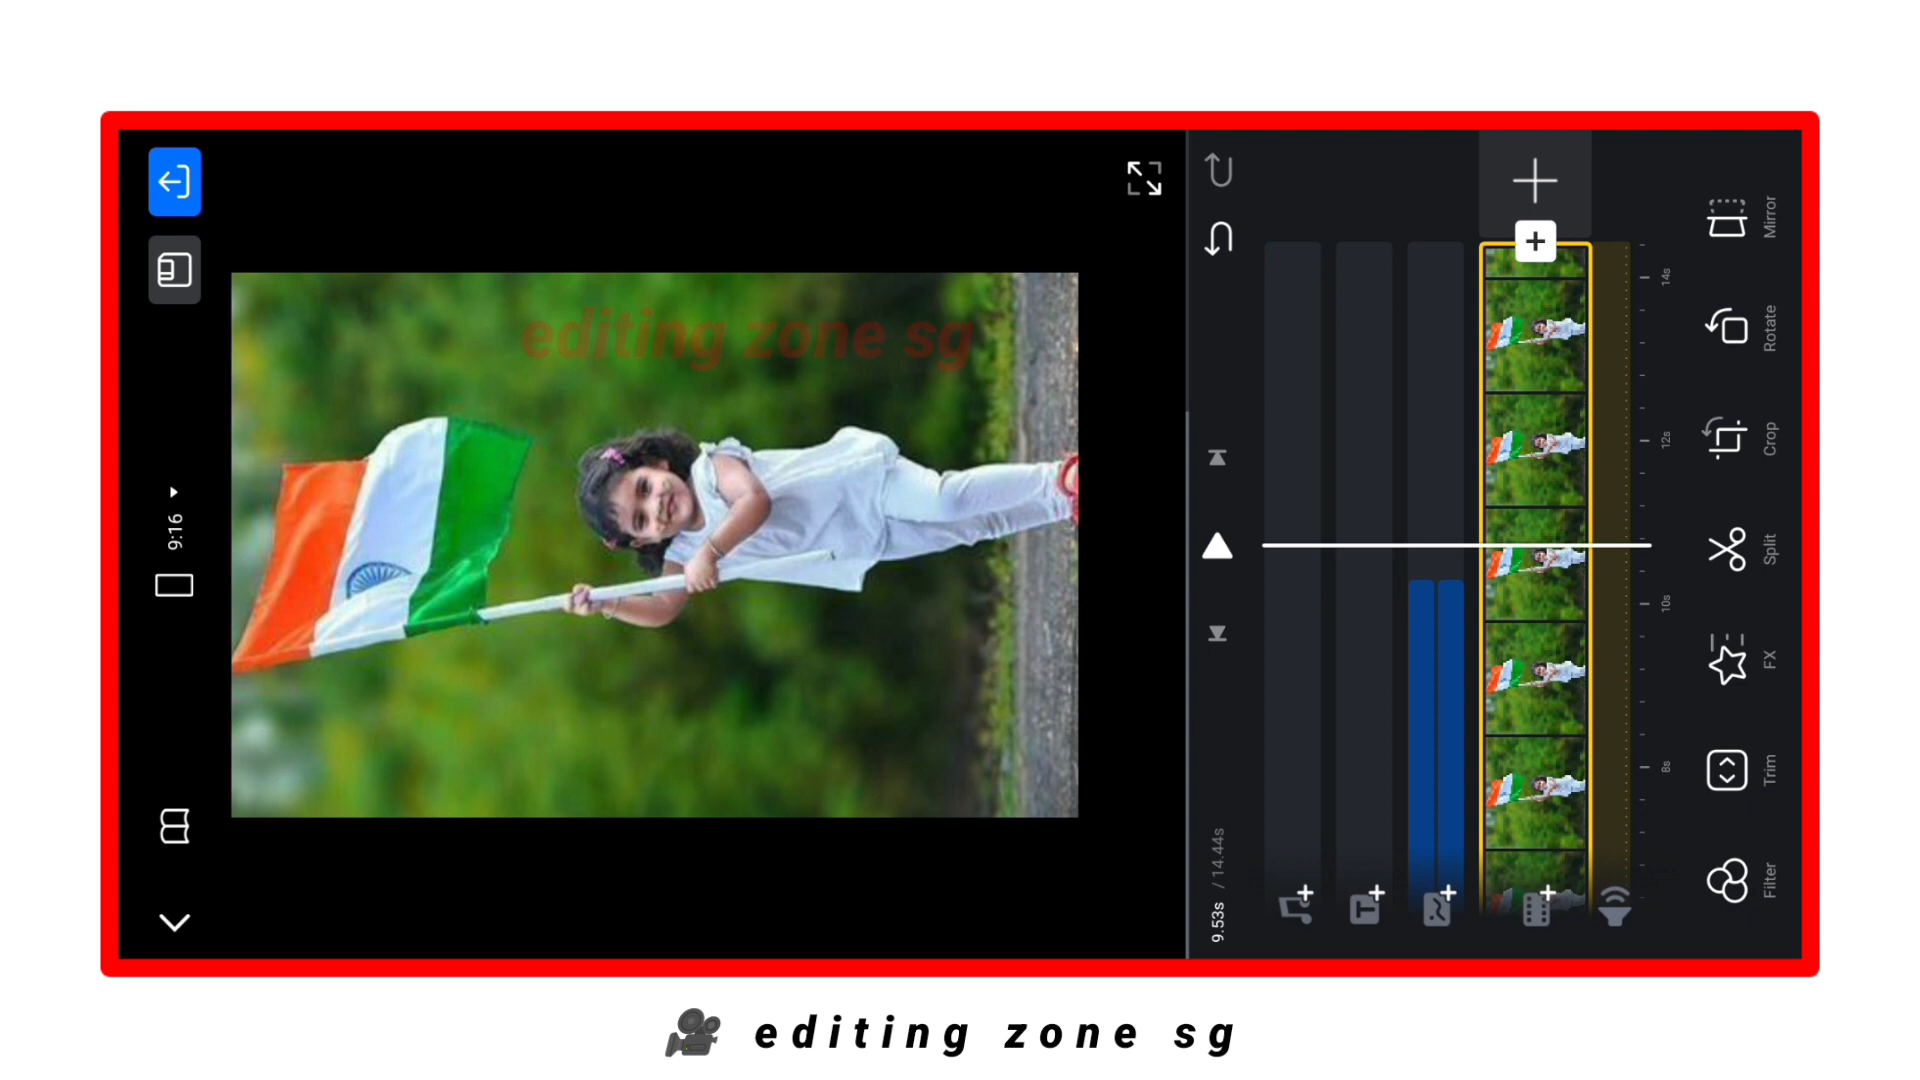 editing zone sg
9:16
9.53s / 14.44s
14s
12s
10s
8s
Mirror
Rotate
Crop
Split
FX
Trim
Filter
editing zone sg